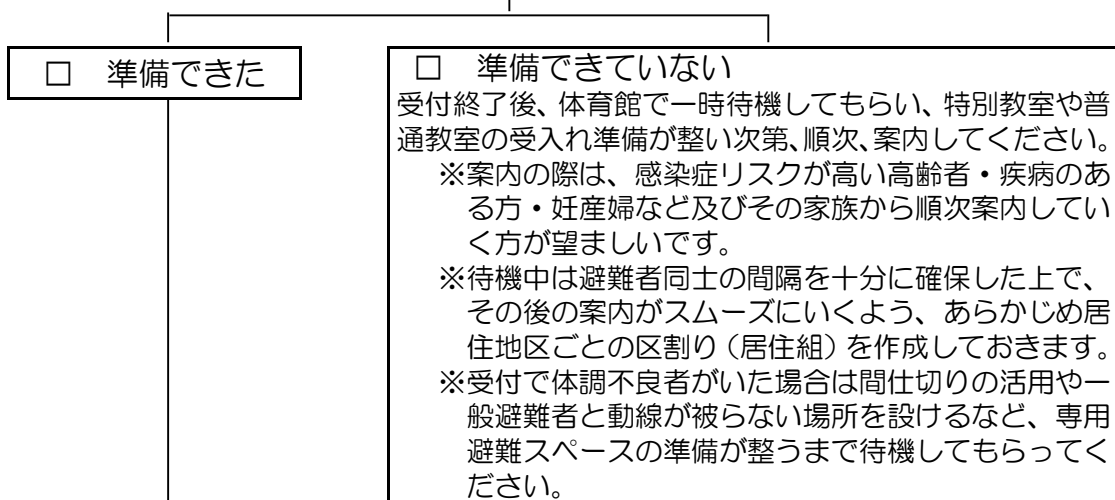 □　準備できた
□　準備できていない
受付終了後、体育館で一時待機してもらい、特別教室や普
通教室の受入れ準備が整い次第、順次、案内してください。
※案内の際は、感染症リスクが高い高齢者・疾病のあ
る方・妊産婦など及びその家族から順次案内してい
く方が望ましいです。
※待機中は避難者同士の間隔を十分に確保した上で、
その後の案内がスムーズにいくよう、あらかじめ居
住地区ごとの区割り（居住組）を作成しておきます。
※受付で体調不良者がいた場合は間仕切りの活用や一
般避難者と動線が被らない場所を設けるなど、専用
避難スペースの準備が整うまで待機してもらってく
ださい。